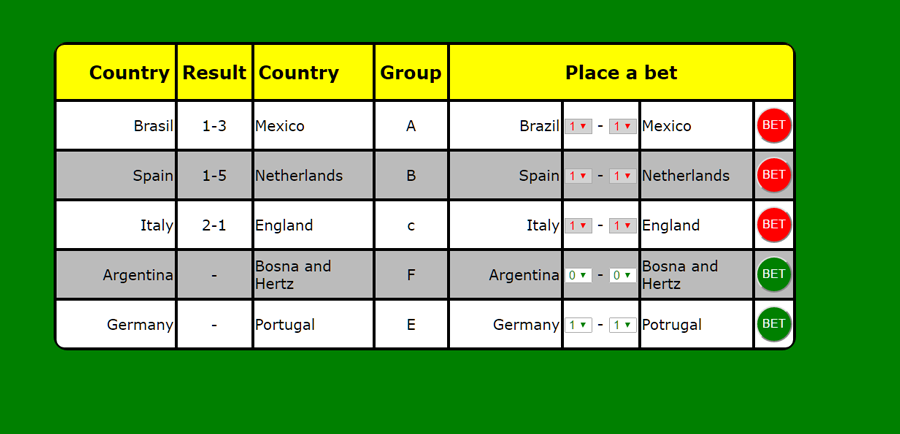 Country Result Country Group Place a bet
Brasil 1-3 Mexico A Brazil 1 - 1 Mexico BET
Spain 1-5 Netherlands B Spain 1 - 1 Netherlands BET
Italy 2-1 England c Italy 1 - 1 England BET
Argentina - Bosna and Hertz F Argentina 0 - 0 Bosna and Hertz BET
Germany - Portugal E Germany 1 - 1 Potrugal BET